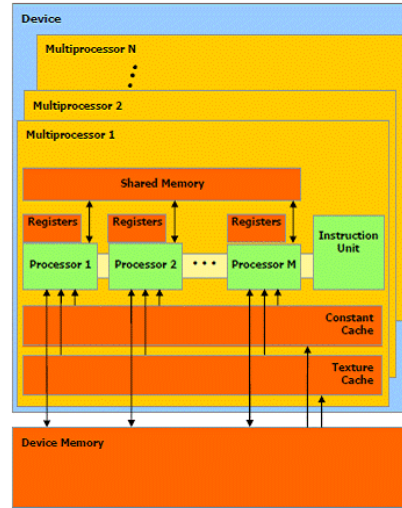 Device
Multiprocessor N
Multiprocessor 2
Multiprocessor 1
Shared Memory
Registers
Registers
Registers
Processor 1
Processor 2
Processor M
Instruction
Unit
Constant
Cache
Texture
Cache
Device Memory